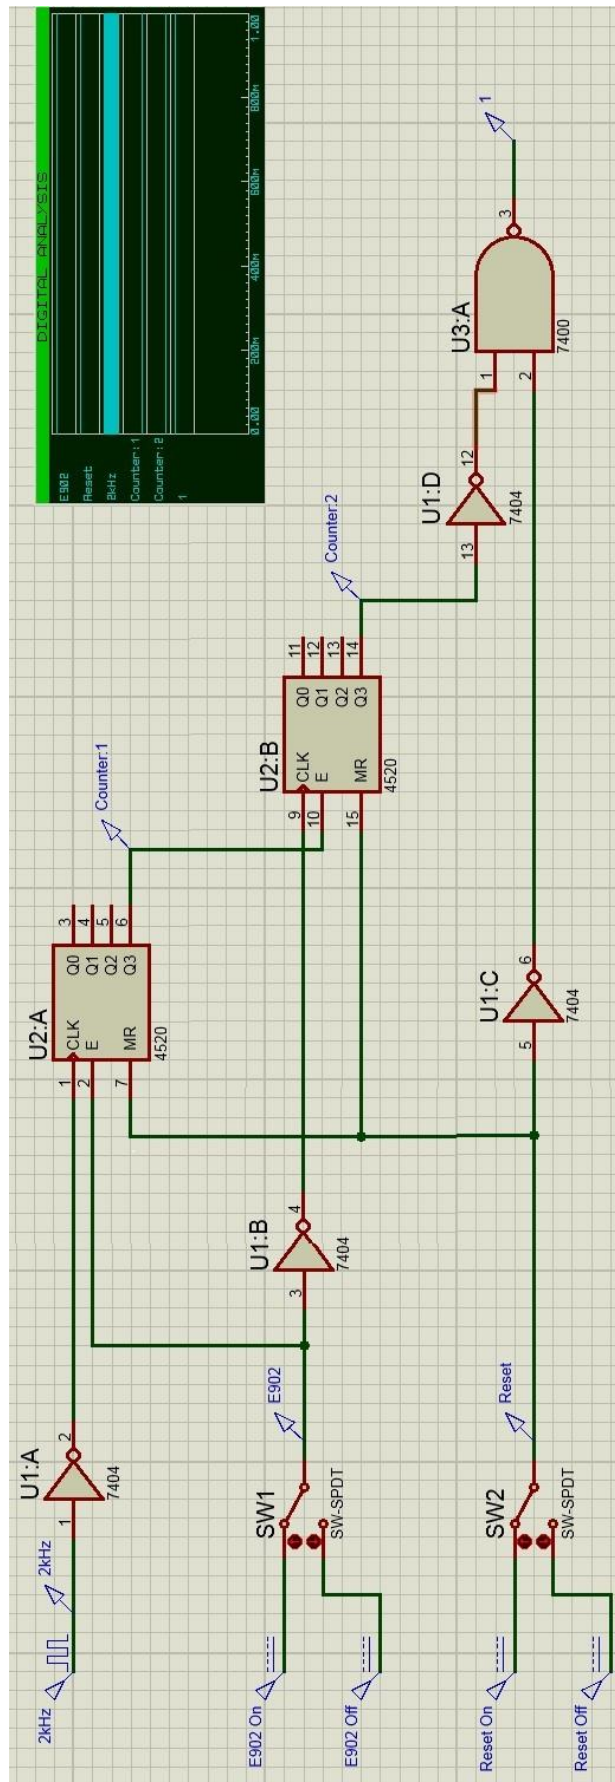 DIGITAL ANALYSIS
E902
Reset
2kHz
Counter:1
Counter:2
1
0.00
200m
400m
600m
800m
1.00
2kHz
2kHz
U1:A
1
2
7404
U2:A
1
2
7
CLK
E
MR
Q0
Q1
Q2
Q3
3
4
5
6
4520
Counter:1
E902 On
E902 Off
SW1
SW-SPDT
E902
U1:B
3
4
7404
U2:B
9
10
15
CLK
E
MR
Q0
Q1
Q2
Q3
11
12
13
14
4520
Counter:2
U1:D
13
12
7404
Reset On
Reset Off
SW2
SW-SPDT
Reset
U1:C
5
6
7404
U3:A
1
2
3
7400
1